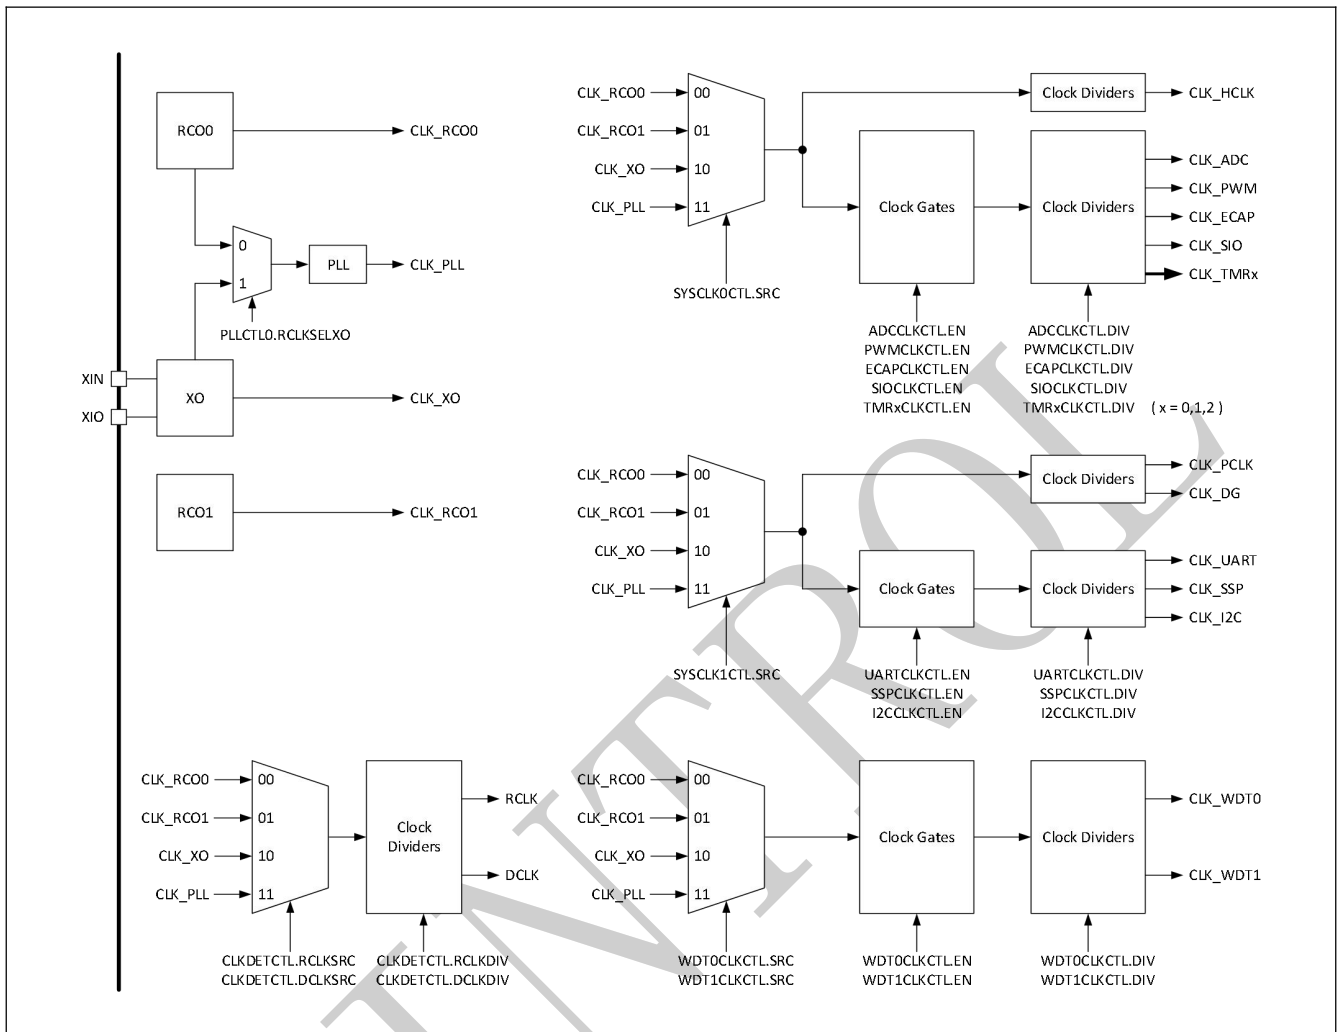 RCO0
CLK_RCO0
0
1
PLL
CLK_PLL
PLLCTL0.RCLKSELXO
XIN
XIO
XO
CLK_XO
RCO1
CLK_RCO1
CLK_RCO0
CLK_RCO1
CLK_XO
CLK_PLL
00
01
10
11
SYSCLK0CTL.SRC
Clock Gates
ADCCLKCTL.EN
PWMCLKCTL.EN
ECAPCLKCTL.EN
SIOCLKCTL.EN
TMRxCLKCTL.EN
Clock Dividers
CLK_HCLK
Clock Dividers
CLK_ADC
CLK_PWM
CLK_ECAP
CLK_SIO
CLK_TMRx
ADCCLKCTL.DIV
PWMCLKCTL.DIV
ECAPCLKCTL.DIV
SIOCLKCTL.DIV
TMRxCLKCTL.DIV ( x = 0,1,2 )
CLK_RCO0
CLK_RCO1
CLK_XO
CLK_PLL
00
01
10
11
SYSCLK1CTL.SRC
Clock Dividers
CLK_PCLK
CLK_DG
Clock Gates
UARTCLKCTL.EN
SSPCLKCTL.EN
I2CCLKCTL.EN
Clock Dividers
CLK_UART
CLK_SSP
CLK_I2C
UARTCLKCTL.DIV
SSPCLKCTL.DIV
I2CCLKCTL.DIV
CLK_RCO0
CLK_RCO1
CLK_XO
CLK_PLL
00
01
10
11
CLKDETCTL.RCLKSRC
CLKDETCTL.DCLKSRC
Clock
Dividers
RCLK
DCLK
CLKDETCTL.RCLKDIV
CLKDETCTL.DCLKDIV
CLK_RCO0
CLK_RCO1
CLK_XO
CLK_PLL
00
01
10
11
WDT0CLKCTL.SRC
WDT1CLKCTL.SRC
Clock Gates
WDT0CLKCTL.EN
WDT1CLKCTL.EN
Clock Dividers
CLK_WDT0
CLK_WDT1
WDT0CLKCTL.DIV
WDT1CLKCTL.DIV
INTROL